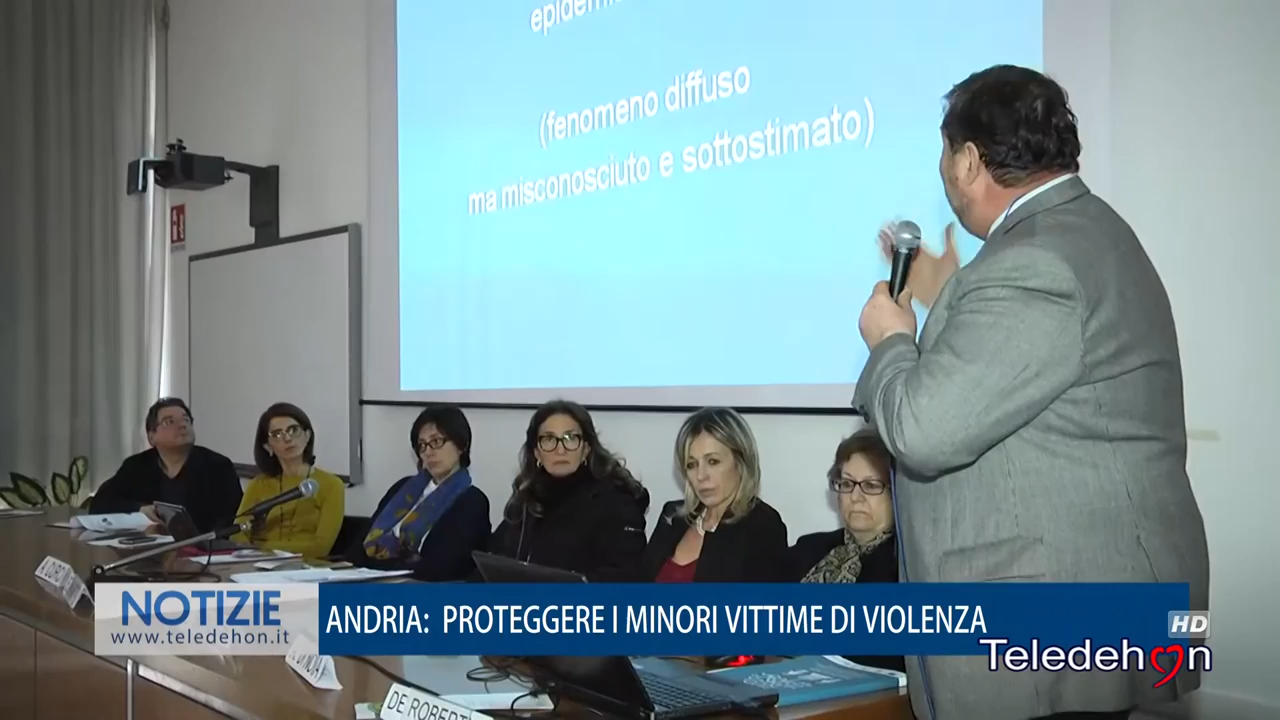 (fenomeno diffuso
ma misconosciuto e sottostimato)
NOTIZIE
www.teledehon.it
ANDRIA: PROTEGGERE I MINORI VITTIME DI VIOLENZA
HD
Teledehon